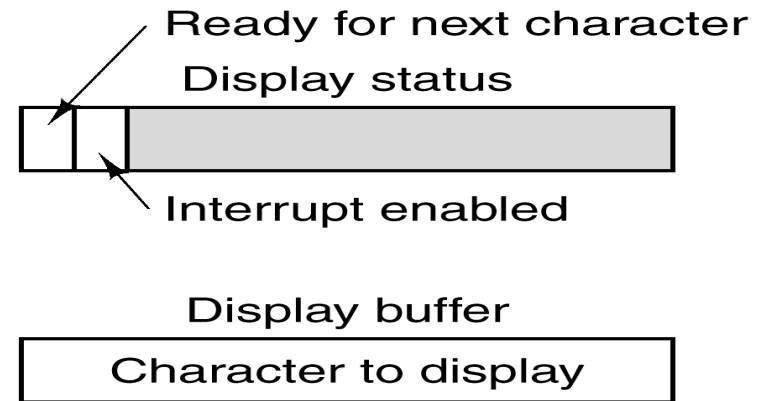 Ready for next character
Display status
Interrupt enabled
Display buffer
Character to display